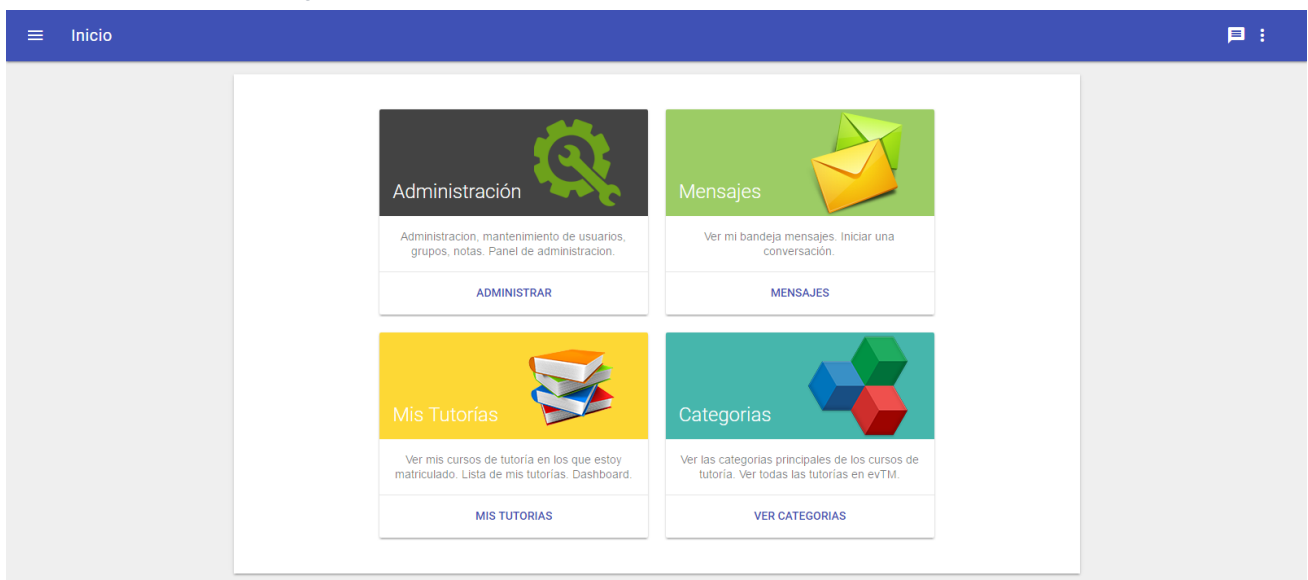 Inicio
Administración
Administracion, mantenimiento de usuarios,
grupos, notas. Panel de administracion.
ADMINISTRAR
Mensajes
Ver mi bandeja mensajes. Iniciar una
conversación.
MENSAJES
Mis Tutorías
Ver mis cursos de tutoría en los que estoy
matriculado. Lista de mis tutorías. Dashboard.
MIS TUTORIAS
Categorias
Ver las categorias principales de los cursos de
tutoría. Ver todas las tutorías en evTM.
VER CATEGORIAS